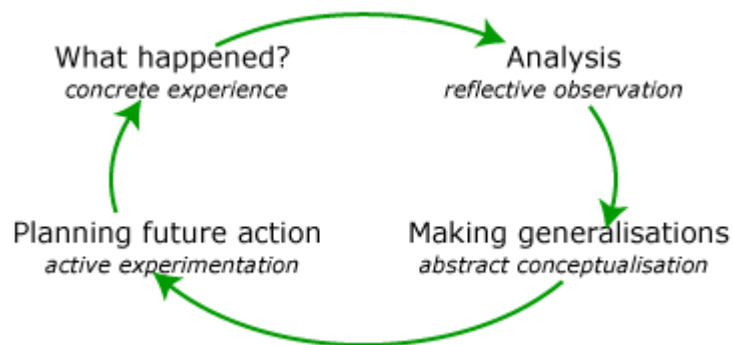 What happened?
concrete experience
Analysis
reflective observation
Making generalisations
abstract conceptualisation
Planning future action
active experimentation